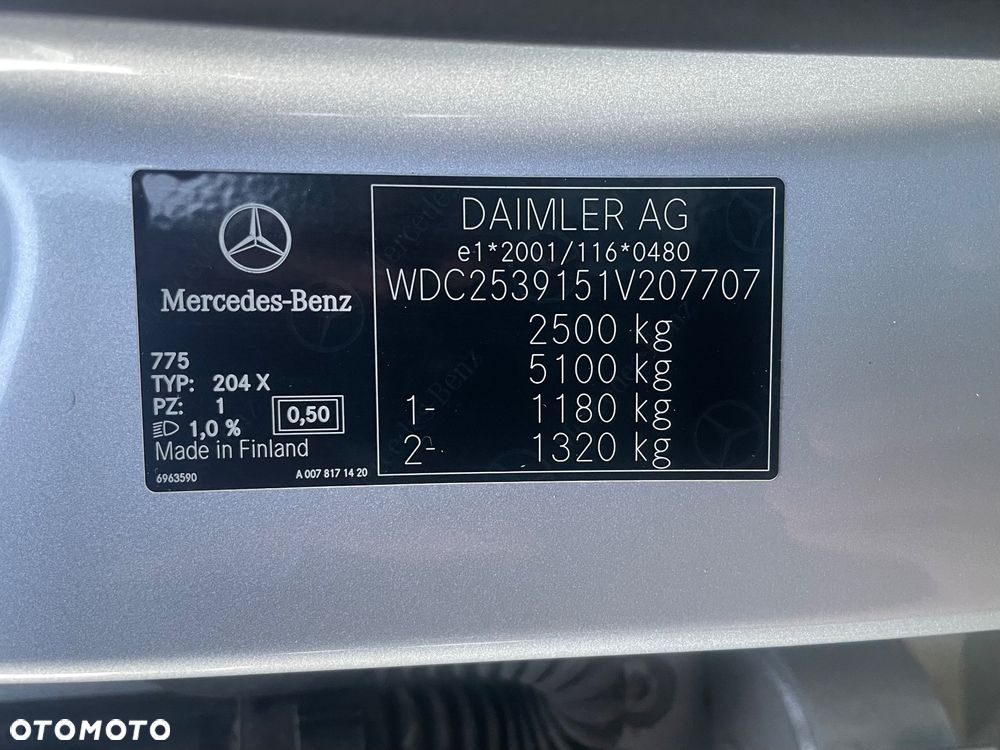 Mercedes-Benz
775
TYP: 204 X
PZ: 1
1,0 %
0,50
Made in Finland
6963590
A 007 817 14 20
DAIMLER AG
e1*2001/116*0480
WDC2539151V207707
2500 kg
5100 kg
1- 1180 kg
2- 1320 kg
OTOMOTO